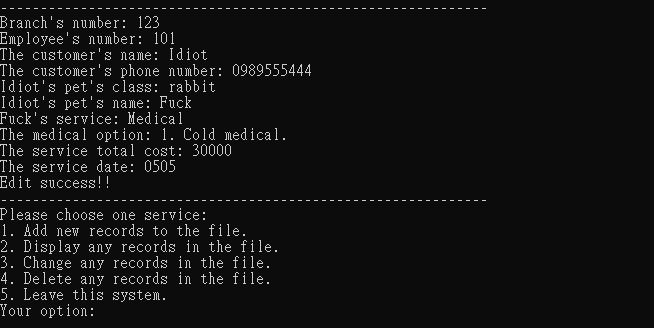 -------------------------------------------------------------
Branch's number: 123
Employee's number: 101
The customer's name: Idiot
The customer's phone number: 0989555444
Idiot's pet's class: rabbit
Idiot's pet's name: Fuck
Fuck's service: Medical
The medical option: 1. Cold medical.
The service total cost: 30000
The service date: 0505
Edit success!!
-------------------------------------------------------------
Please choose one service:
1. Add new records to the file.
2. Display any records in the file.
3. Change any records in the file.
4. Delete any records in the file.
5. Leave this system.
Your option: